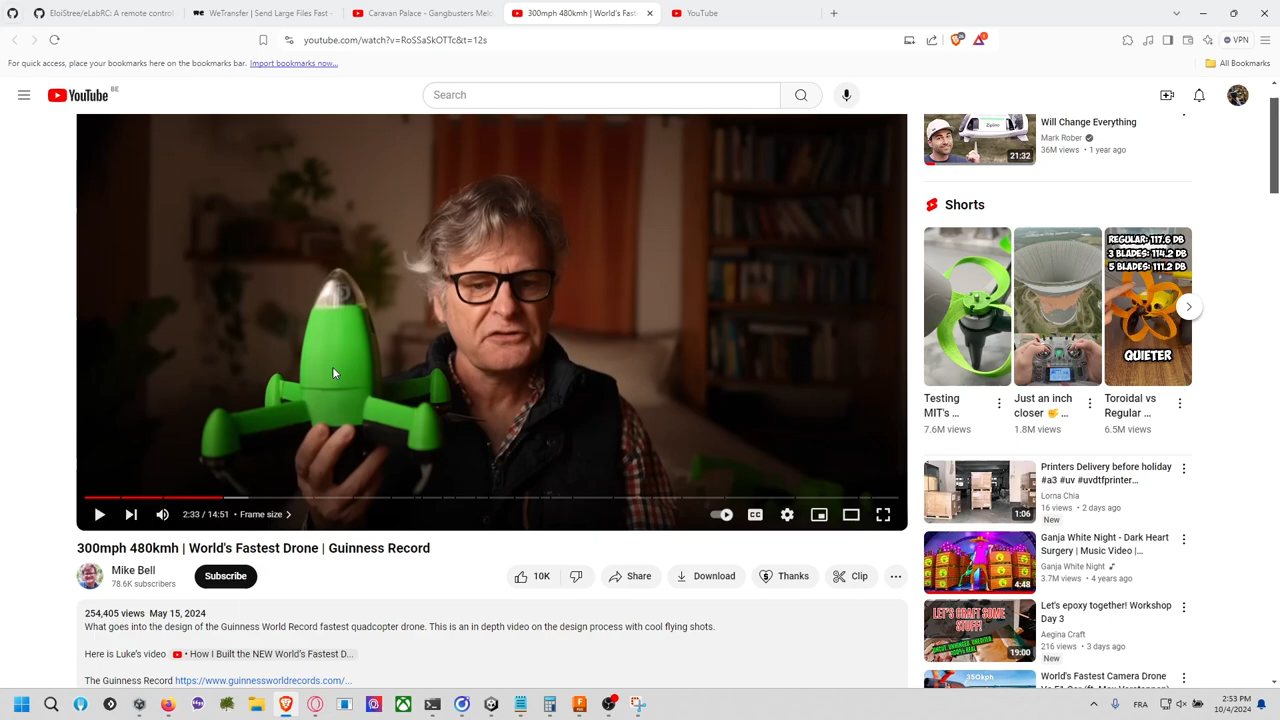 EloiStree/eLabRC: A remote control
WeTransfer | Send Large Files Fast -
Caravan Palace - Gangbusters Melo
300mph 480kmh | World's Fast
YouTube
youtube.com/watch?v=RoSSaSkOTTc&t=12s
VPN
For quick access, place your bookmarks here on the bookmarks bar. Import bookmarks now...
All Bookmarks
YouTube BE
Search
Zipline
21:32
Will Change Everything
Mark Rober
36M views • 1 year ago
Shorts
REGULAR: 117.6 DB
3 BLADES: 114.2 DB
5 BLADES: 111.2 DB
QUIETER
Testing MIT's ...
7.6M views
Just an inch closer ✊ ...
1.8M views
Toroidal vs Regular ...
6.5M views
2:33 / 14:51 • Frame size
CC
300mph 480kmh | World's Fastest Drone | Guinness Record
Mike Bell
78.6K subscribers
Subscribe
10K
Share
Download
Thanks
Clip
254,405 views May 15, 2024
What goes into the design of the Guinness World Record fastest quadcopter drone. This is an in depth video on the design process with cool flying shots.
Here is Luke's video • How I Built the NEW World's Fastest D...
The Guinness Record https://www.guinnessworldrecords.com/...
1:06
Printers Delivery before holiday
#a3 #uv #uvdtfprinter...
Lorna Chia
16 views • 2 days ago
New
4:48
Ganja White Night - Dark Heart
Surgery | Music Video |...
Ganja White Night
3.7M views • 4 years ago
LET'S CRAFT SOME
STUFF!
19:00
Let's epoxy together! Workshop
Day 3
Aegina Craft
216 views • 3 days ago
New
350kph
World's Fastest Camera Drone
FRA
5:53 PM
10/4/2024